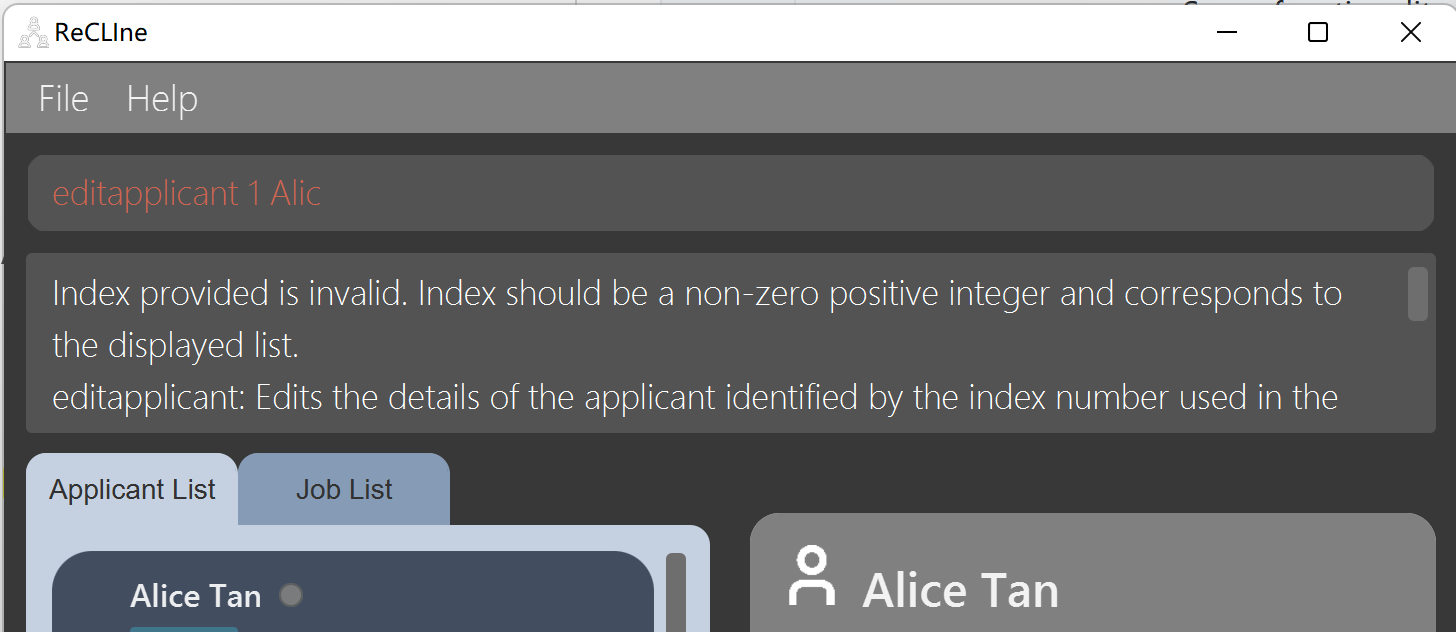 ReCLIne
File Help
editapplicant 1 Alic
Index provided is invalid. Index should be a non-zero positive integer and corresponds to
the displayed list.
editapplicant: Edits the details of the applicant identified by the index number used in the
Applicant List Job List
Alice Tan
Alice Tan